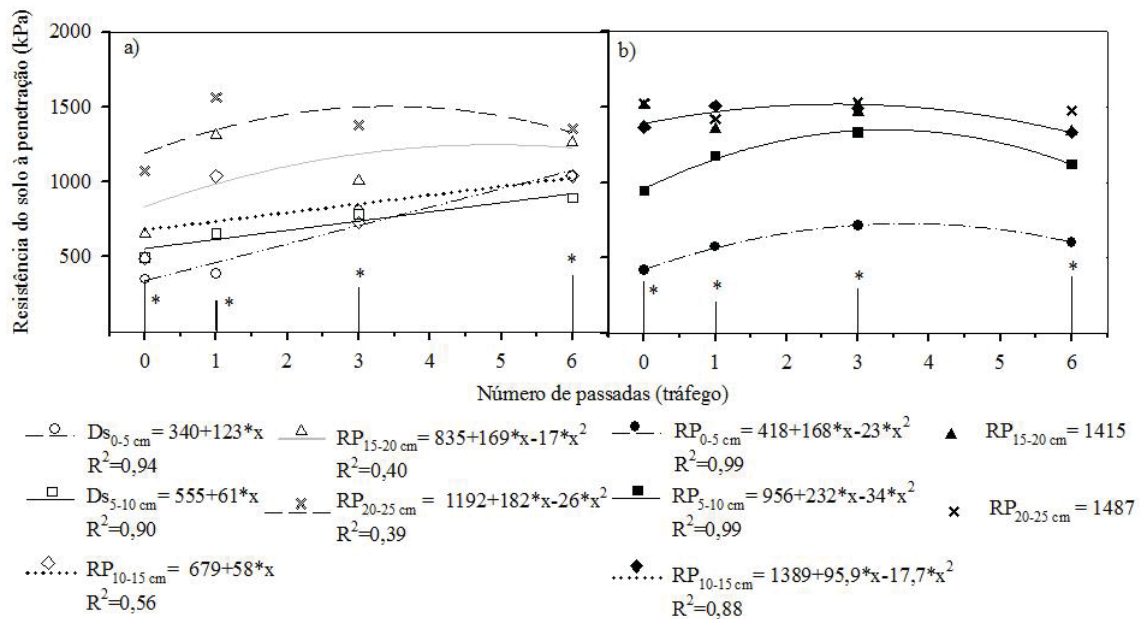 Resistência do solo à penetração (kPa)
2000
1500
1000
500
a)
b)
* * * *
* * * *
0 1 2 3 4 5 6
0 1 2 3 4 5 6
Número de passadas (tráfego)
Ds0-5 cm= 340+123*x
R²=0,94
RP15-20 cm = 835+169*x-17*x²
R²=0,40
RP0-5 cm= 418+168*x-23*x²
R²=0,99
RP15-20 cm = 1415
Ds5-10 cm= 555+61*x
R²=0,90
RP20-25 cm = 1192+182*x-26*x²
R²=0,39
RP5-10 cm= 956+232*x-34*x²
R²=0,99
RP20-25 cm = 1487
RP10-15 cm= 679+58*x
R²=0,56
RP10-15 cm = 1389+95,9*x-17,7*x²
R²=0,88